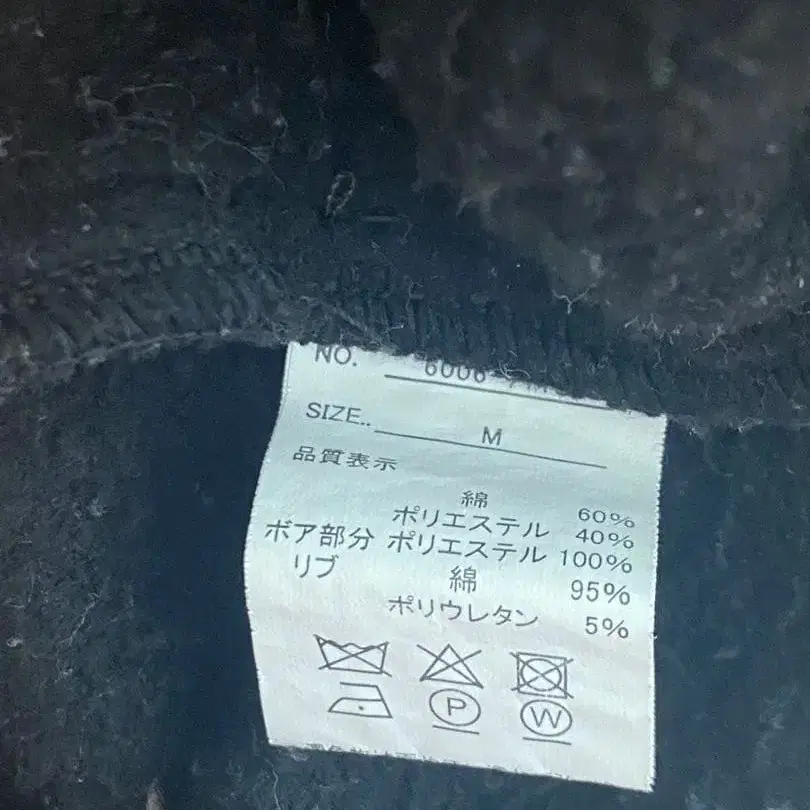 NO.
SIZE.. M
品質表示
綿 60%
ポリエステル 40%
ボア部分 ポリエステル 100%
リブ 綿 95%
ポリウレタン 5%
P W